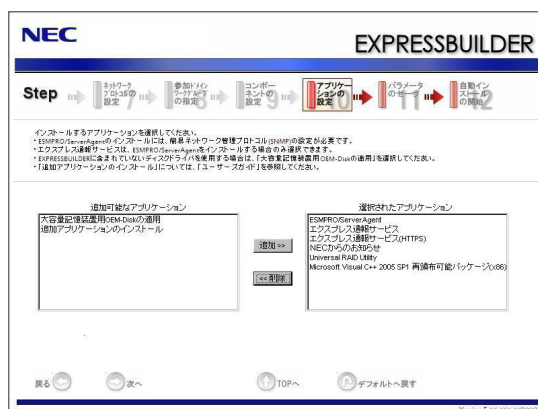 NEC
EXPRESSBUILDER
Step
ネットワークプロトコルの設定 7
参加ドメイン ワークグループの指定 8
コンポーネントの設定 9
アプリケーションの設定 10
パラメータのセーブ 11
自動インストールの開始 12
インストールするアプリケーションを選択してください。
・ESMPRO/ServerAgentのインストールには、簡易ネットワーク管理プロトコル(SNMP)の設定が必要です。
・エクスプレス通報サービスは、ESMPRO/ServerAgentをインストールする場合のみ選択できます。
・EXPRESSBUILDERに含まれていないディスクドライバを使用する場合は、「大容量記憶装置用OEM-Diskの適用」を選択してください。
・「追加アプリケーションのインストール」については、「ユーザーズガイド」を参照してください。
追加可能なアプリケーション
大容量記憶装置用OEM-Diskの適用
追加アプリケーションのインストール
追加 >>
<< 削除
選択されたアプリケーション
ESMPRO/ServerAgent
エクスプレス通報サービス
エクスプレス通報サービス(HTTPS)
NECからのお知らせ
Universal RAID Utility
Microsoft Visual C++ 2005 SP1 再頒布可能パッケージ(x86)
戻る
次へ
TOPへ
デフォルトへ戻す